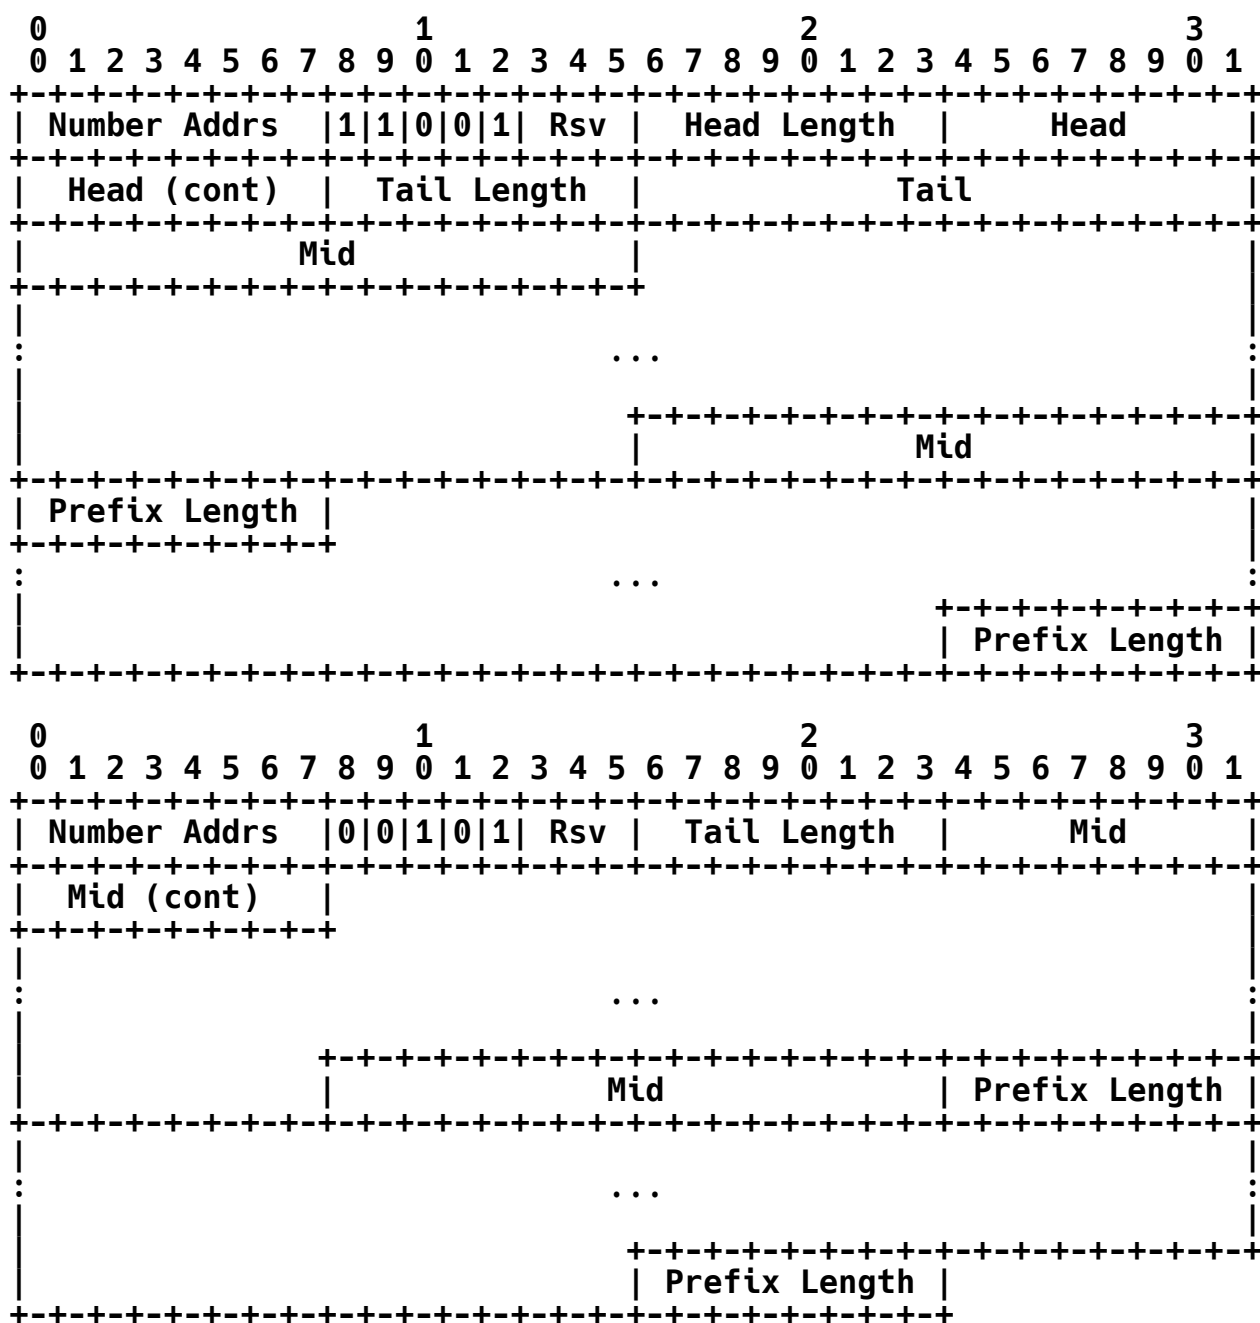 0                   1                   2                   3
 0 1 2 3 4 5 6 7 8 9 0 1 2 3 4 5 6 7 8 9 0 1 2 3 4 5 6 7 8 9 0 1
+-+-+-+-+-+-+-+-+-+-+-+-+-+-+-+-+-+-+-+-+-+-+-+-+-+-+-+-+-+-+-+-+
| Number Addrs  |1|1|0|0|1| Rsv |  Head Length  |     Head      |
+-+-+-+-+-+-+-+-+-+-+-+-+-+-+-+-+-+-+-+-+-+-+-+-+-+-+-+-+-+-+-+-+
|  Head (cont)  |  Tail Length  |             Tail              |
+-+-+-+-+-+-+-+-+-+-+-+-+-+-+-+-+-+-+-+-+-+-+-+-+-+-+-+-+-+-+-+-+
|              Mid              |                               |
+-+-+-+-+-+-+-+-+-+-+-+-+-+-+-+-+                               |
|                                                               |
:                              ...                              :
|                                                               |
|                               +-+-+-+-+-+-+-+-+-+-+-+-+-+-+-+-+
|                               |              Mid              |
+-+-+-+-+-+-+-+-+-+-+-+-+-+-+-+-+-+-+-+-+-+-+-+-+-+-+-+-+-+-+-+-+
| Prefix Length |                                               |
+-+-+-+-+-+-+-+-+                                               |
:                              ...                              :
|                                               +-+-+-+-+-+-+-+-+
|                                               | Prefix Length |
+-+-+-+-+-+-+-+-+-+-+-+-+-+-+-+-+-+-+-+-+-+-+-+-+-+-+-+-+-+-+-+-+

 0                   1                   2                   3
 0 1 2 3 4 5 6 7 8 9 0 1 2 3 4 5 6 7 8 9 0 1 2 3 4 5 6 7 8 9 0 1
+-+-+-+-+-+-+-+-+-+-+-+-+-+-+-+-+-+-+-+-+-+-+-+-+-+-+-+-+-+-+-+-+
| Number Addrs  |0|0|1|0|1| Rsv |  Tail Length  |      Mid      |
+-+-+-+-+-+-+-+-+-+-+-+-+-+-+-+-+-+-+-+-+-+-+-+-+-+-+-+-+-+-+-+-+
|  Mid (cont)   |                                               |
+-+-+-+-+-+-+-+-+                                               |
|                                                               |
:                              ...                              :
|                                                               |
|               +-+-+-+-+-+-+-+-+-+-+-+-+-+-+-+-+-+-+-+-+-+-+-+-+
|               |              Mid              | Prefix Length |
+-+-+-+-+-+-+-+-+-+-+-+-+-+-+-+-+-+-+-+-+-+-+-+-+-+-+-+-+-+-+-+-+
|                                                               |
:                              ...                              :
|                                                               |
|                               +-+-+-+-+-+-+-+-+-+-+-+-+-+-+-+-+
|                               | Prefix Length |
+-+-+-+-+-+-+-+-+-+-+-+-+-+-+-+-+-+-+-+-+-+-+-+-+